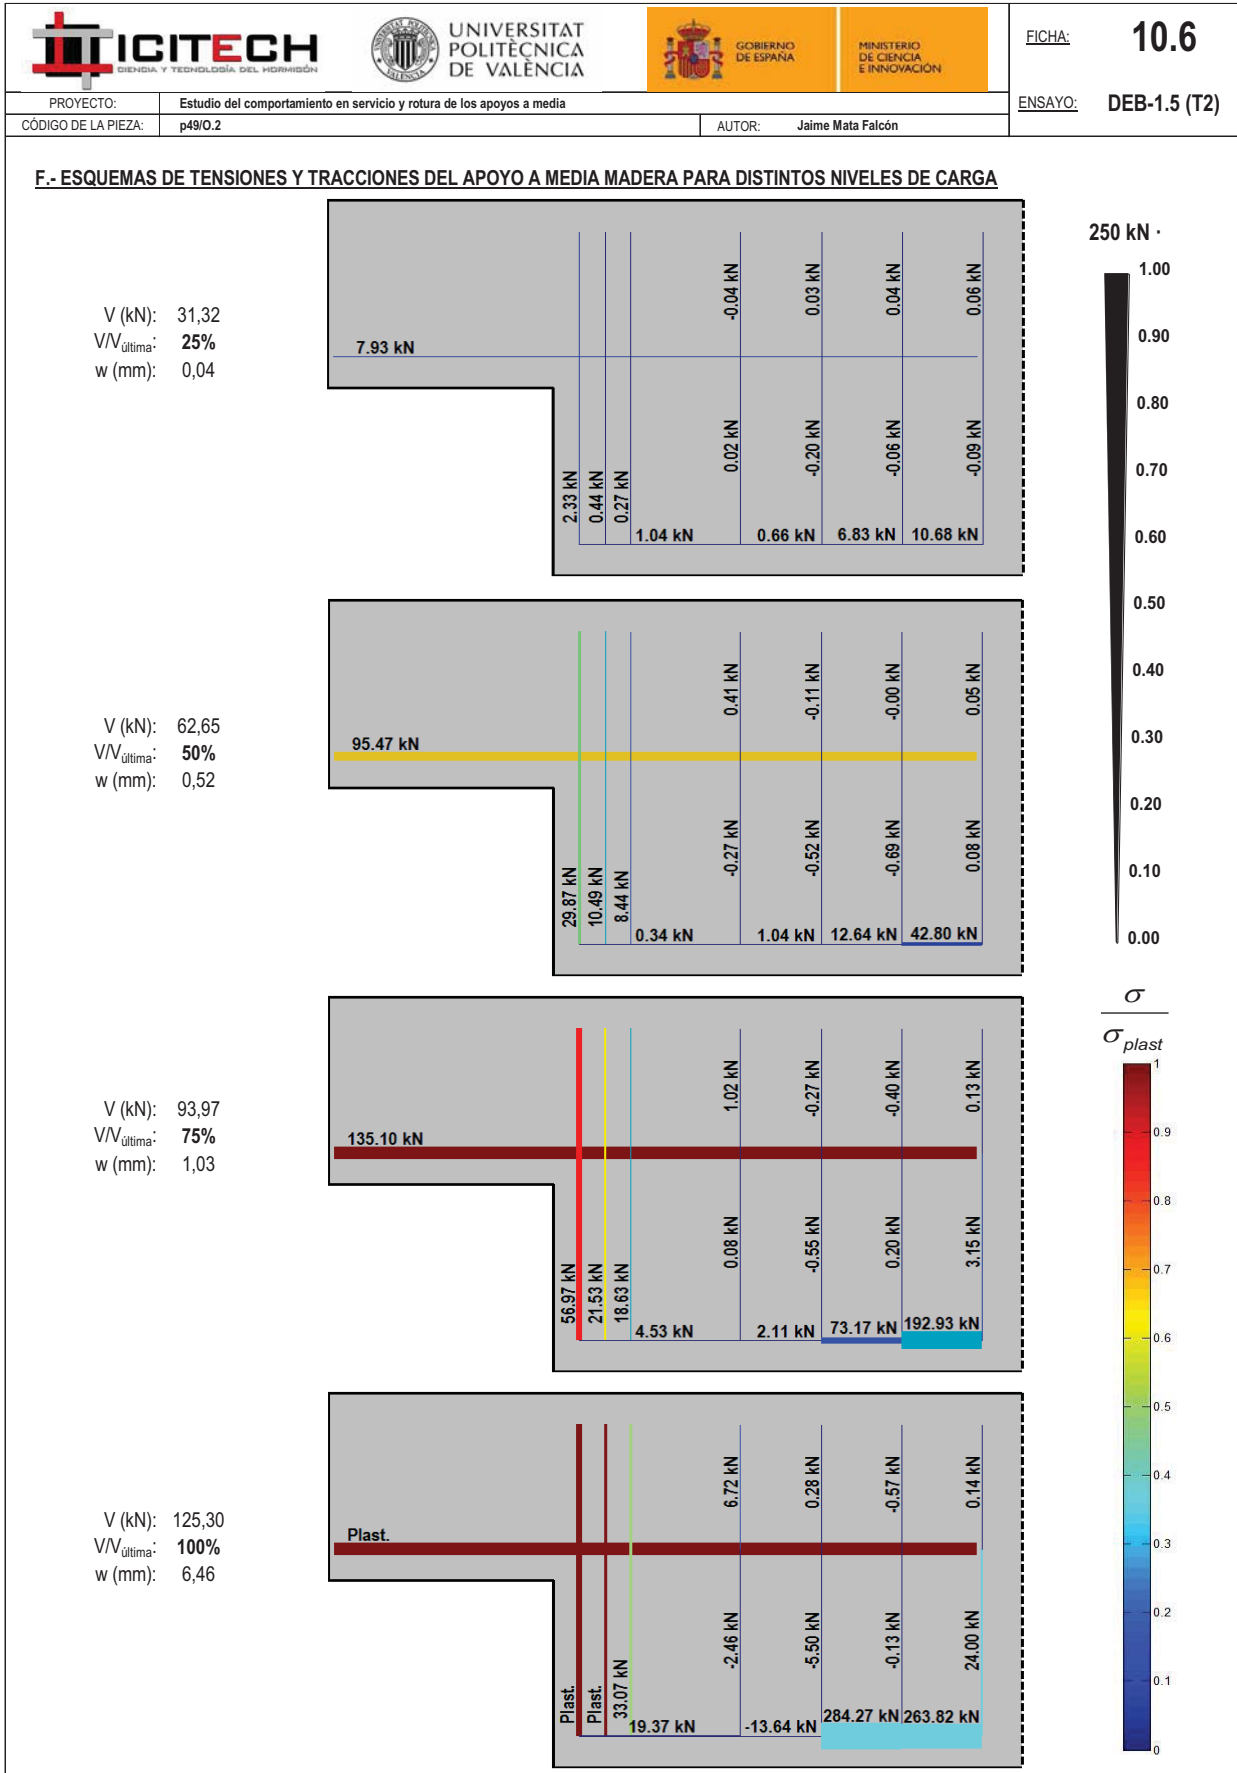 ICITECH
CIENCIA Y TECNOLOGÍA DEL HORMIGÓN
UNIVERSITAT
POLITÈCNICA
DE VALÈNCIA
GOBIERNO
DE ESPAÑA
MINISTERIO
DE CIENCIA
E INNOVACIÓN
FICHA: 10.6
PROYECTO: Estudio del comportamiento en servicio y rotura de los apoyos a media
ENSAYO: DEB-1.5 (T2)
CÓDIGO DE LA PIEZA: p49/O.2 AUTOR: Jaime Mata Falcón
F.- ESQUEMAS DE TENSIONES Y TRACCIONES DEL APOYO A MEDIA MADERA PARA DISTINTOS NIVELES DE CARGA
V (kN): 31,32
V/Vúltima: 25%
w (mm): 0,04
7.93 kN
-0.04 kN
0.03 kN
0.04 kN
0.06 kN
2.33 kN
0.44 kN
0.27 kN
0.02 kN
-0.20 kN
-0.06 kN
-0.09 kN
1.04 kN 0.66 kN 6.83 kN 10.68 kN
V (kN): 62,65
V/Vúltima: 50%
w (mm): 0,52
95.47 kN
0.41 kN
-0.11 kN
-0.00 kN
0.05 kN
29.87 kN
10.49 kN
8.44 kN
-0.27 kN
-0.52 kN
-0.69 kN
0.08 kN
0.34 kN 1.04 kN 12.64 kN 42.80 kN
V (kN): 93,97
V/Vúltima: 75%
w (mm): 1,03
135.10 kN
1.02 kN
-0.27 kN
-0.40 kN
0.13 kN
56.97 kN
21.53 kN
18.63 kN
0.08 kN
-0.55 kN
0.20 kN
3.15 kN
4.53 kN 2.11 kN 73.17 kN 192.93 kN
V (kN): 125,30
V/Vúltima: 100%
w (mm): 6,46
Plast.
6.72 kN
0.28 kN
-0.57 kN
0.14 kN
Plast.
Plast.
33.07 kN
-2.46 kN
-5.50 kN
-0.13 kN
24.00 kN
19.37 kN -13.64 kN 284.27 kN 263.82 kN
250 kN ·
1.00
0.90
0.80
0.70
0.60
0.50
0.40
0.30
0.20
0.10
0.00
σ
σplast
1
0.9
0.8
0.7
0.6
0.5
0.4
0.3
0.2
0.1
0